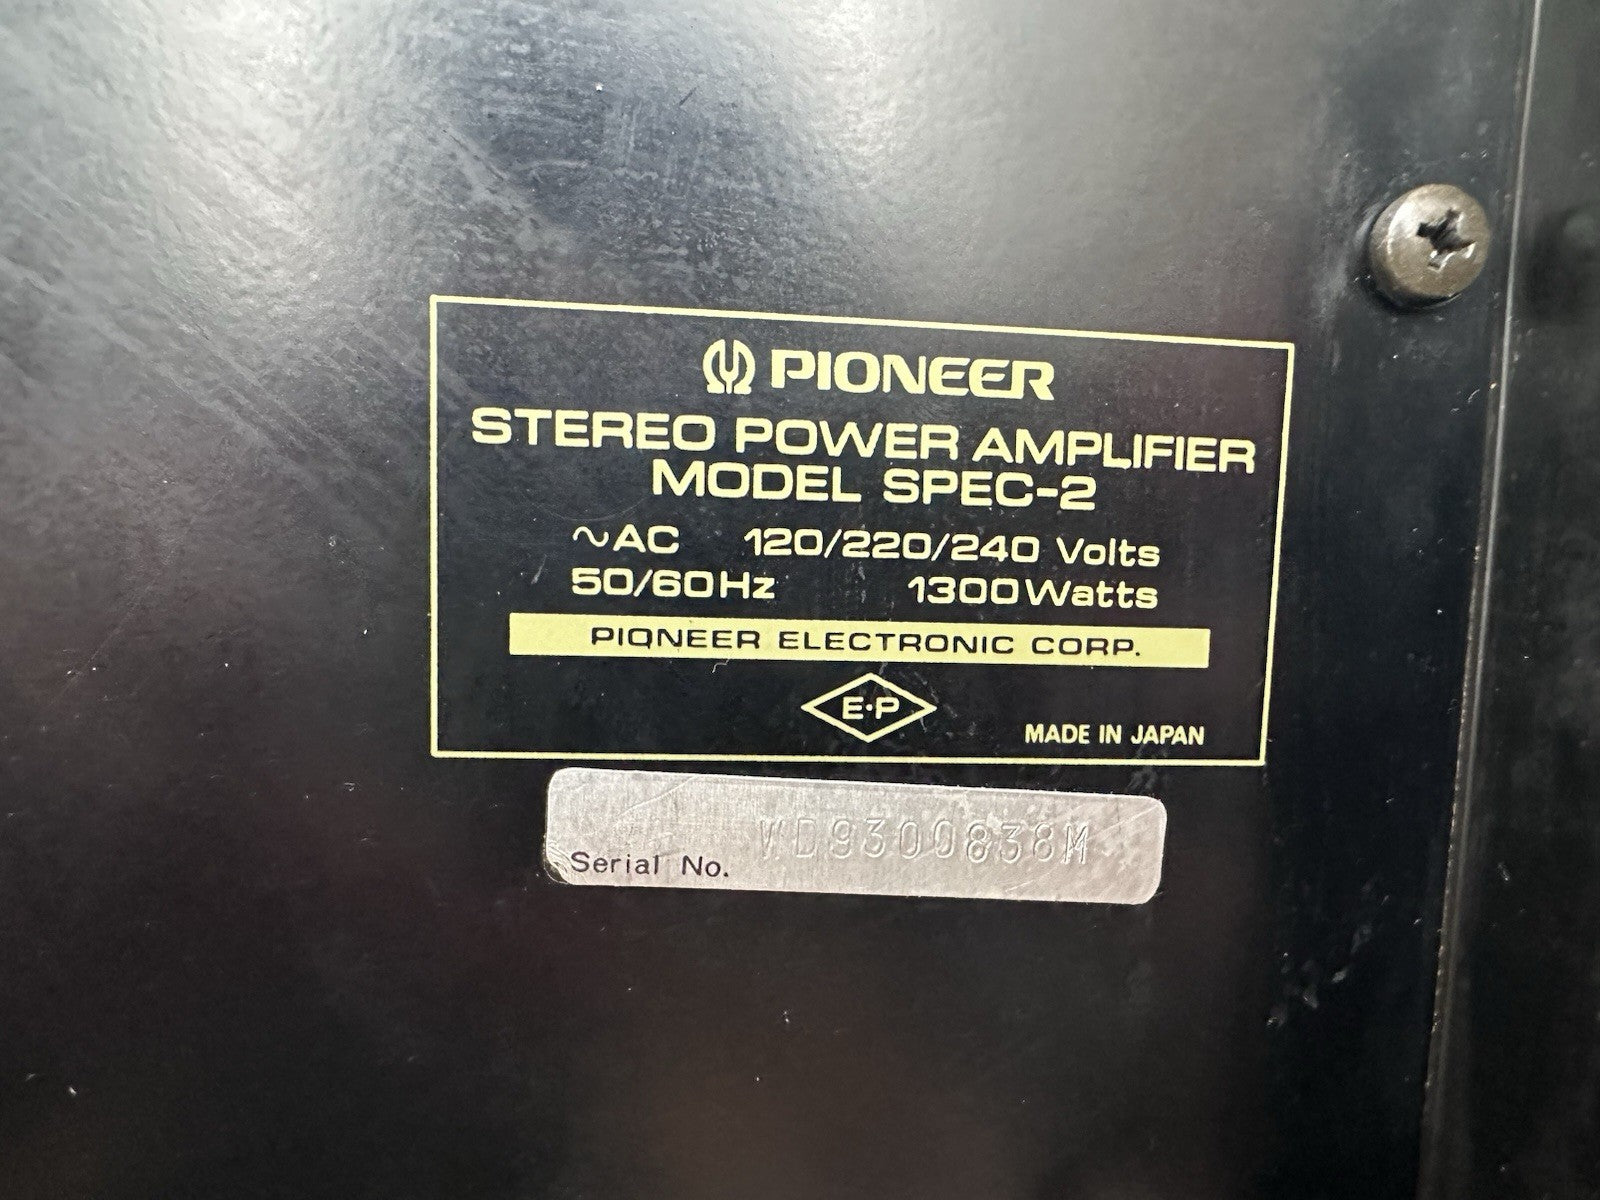 PIONEER
STEREO POWER AMPLIFIER
MODEL SPEC-2
~AC 120/220/240 Volts
50/60Hz 1300Watts
PIONEER ELECTRONIC CORP.
E·P
MADE IN JAPAN
Serial No. WD9300838M